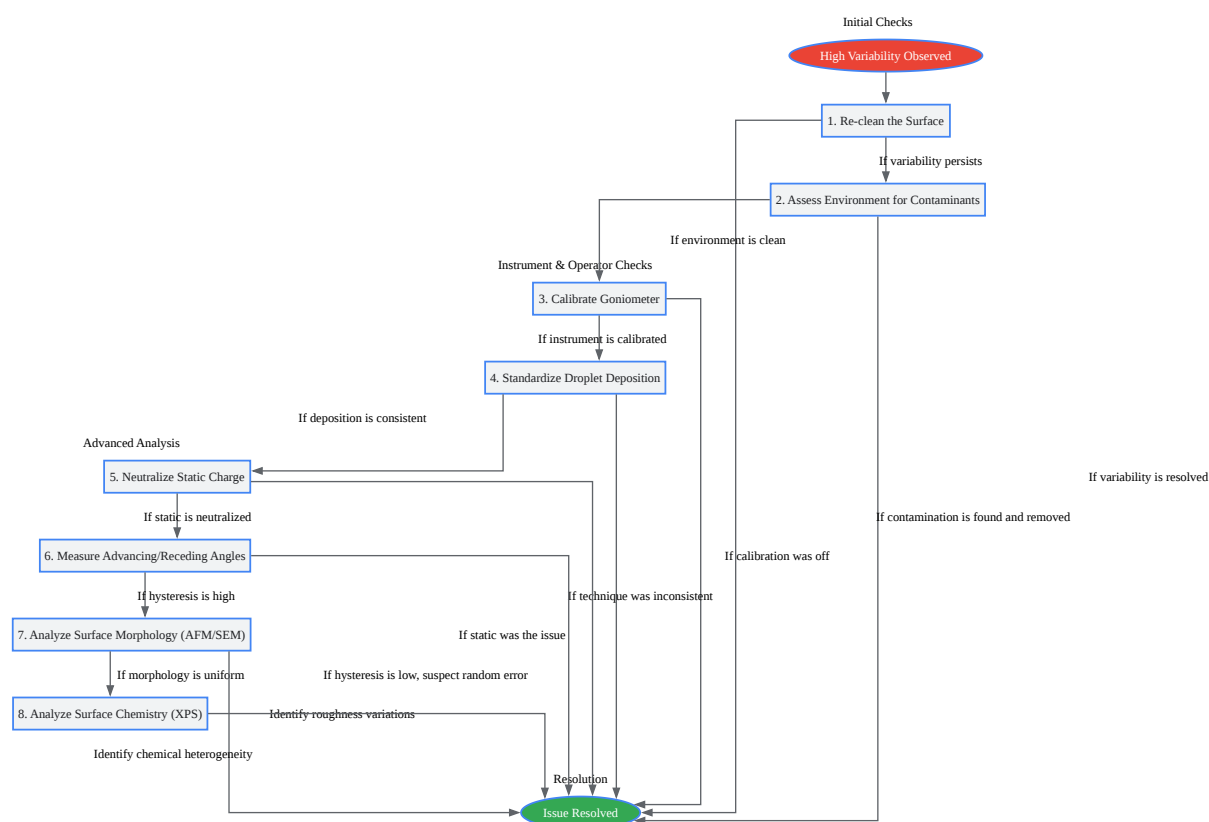 Initial Checks
High Variability Observed
1. Re-clean the Surface
If variability persists
2. Assess Environment for Contaminants
If environment is clean
Instrument & Operator Checks
3. Calibrate Goniometer
If instrument is calibrated
4. Standardize Droplet Deposition
If deposition is consistent
Advanced Analysis
5. Neutralize Static Charge
If variability is resolved
If static is neutralized
If contamination is found and removed
6. Measure Advancing/Receding Angles
If calibration was off
If hysteresis is high
If technique was inconsistent
7. Analyze Surface Morphology (AFM/SEM)
If static was the issue
If morphology is uniform
If hysteresis is low, suspect random error
8. Analyze Surface Chemistry (XPS)
Identify roughness variations
Identify chemical heterogeneity
Resolution
Issue Resolved